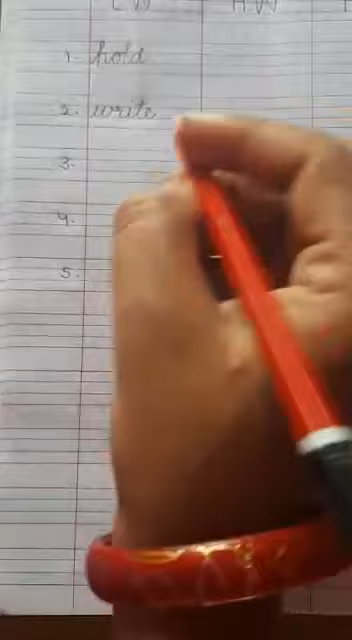 C.W H.W
1. hold
2. write
3.
4.
5.